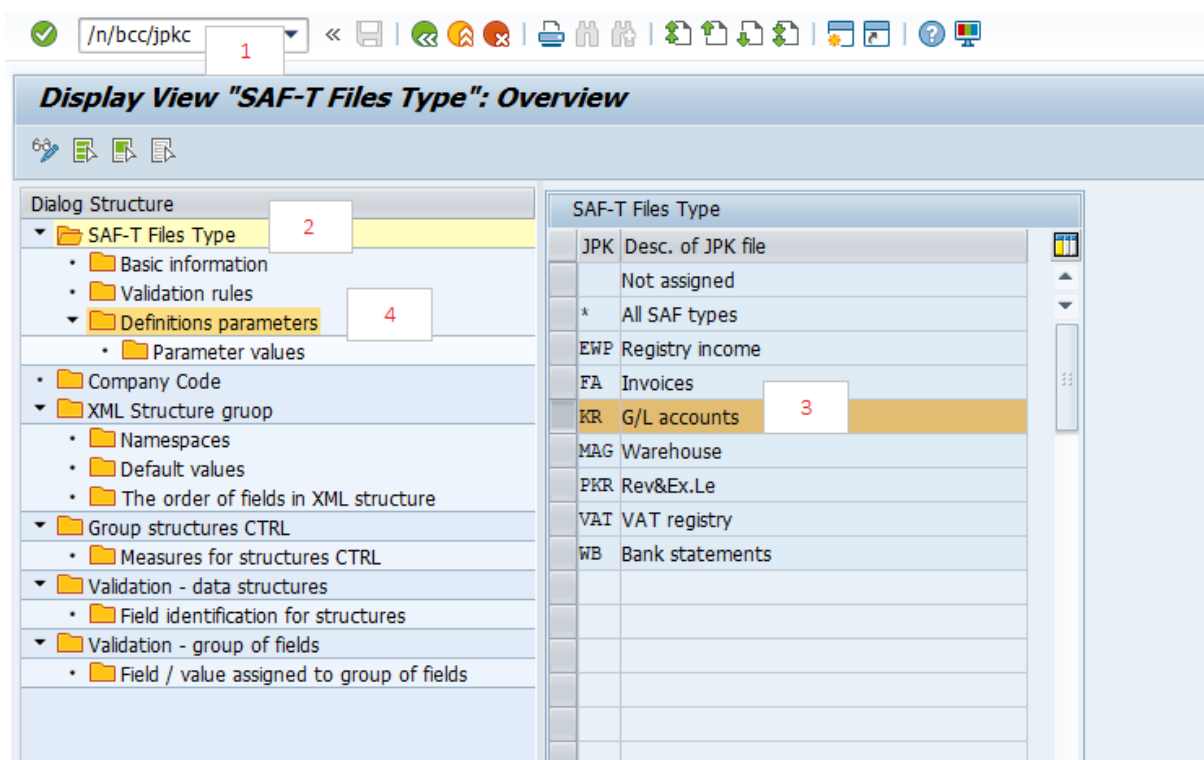 /n/bcc/jpkc
1
Display View "SAF-T Files Type": Overview
Dialog Structure
SAF-T Files Type
2
Basic information
Validation rules
Definitions parameters
4
Parameter values
Company Code
XML Structure gruop
Namespaces
Default values
The order of fields in XML structure
Group structures CTRL
Measures for structures CTRL
Validation - data structures
Field identification for structures
Validation - group of fields
Field / value assigned to group of fields
SAF-T Files Type
JPK Desc. of JPK file
Not assigned
* All SAF types
EWP Registry income
FA Invoices
KR G/L accounts
3
MAG Warehouse
PKR Rev&Ex.Le
VAT VAT registry
WB Bank statements